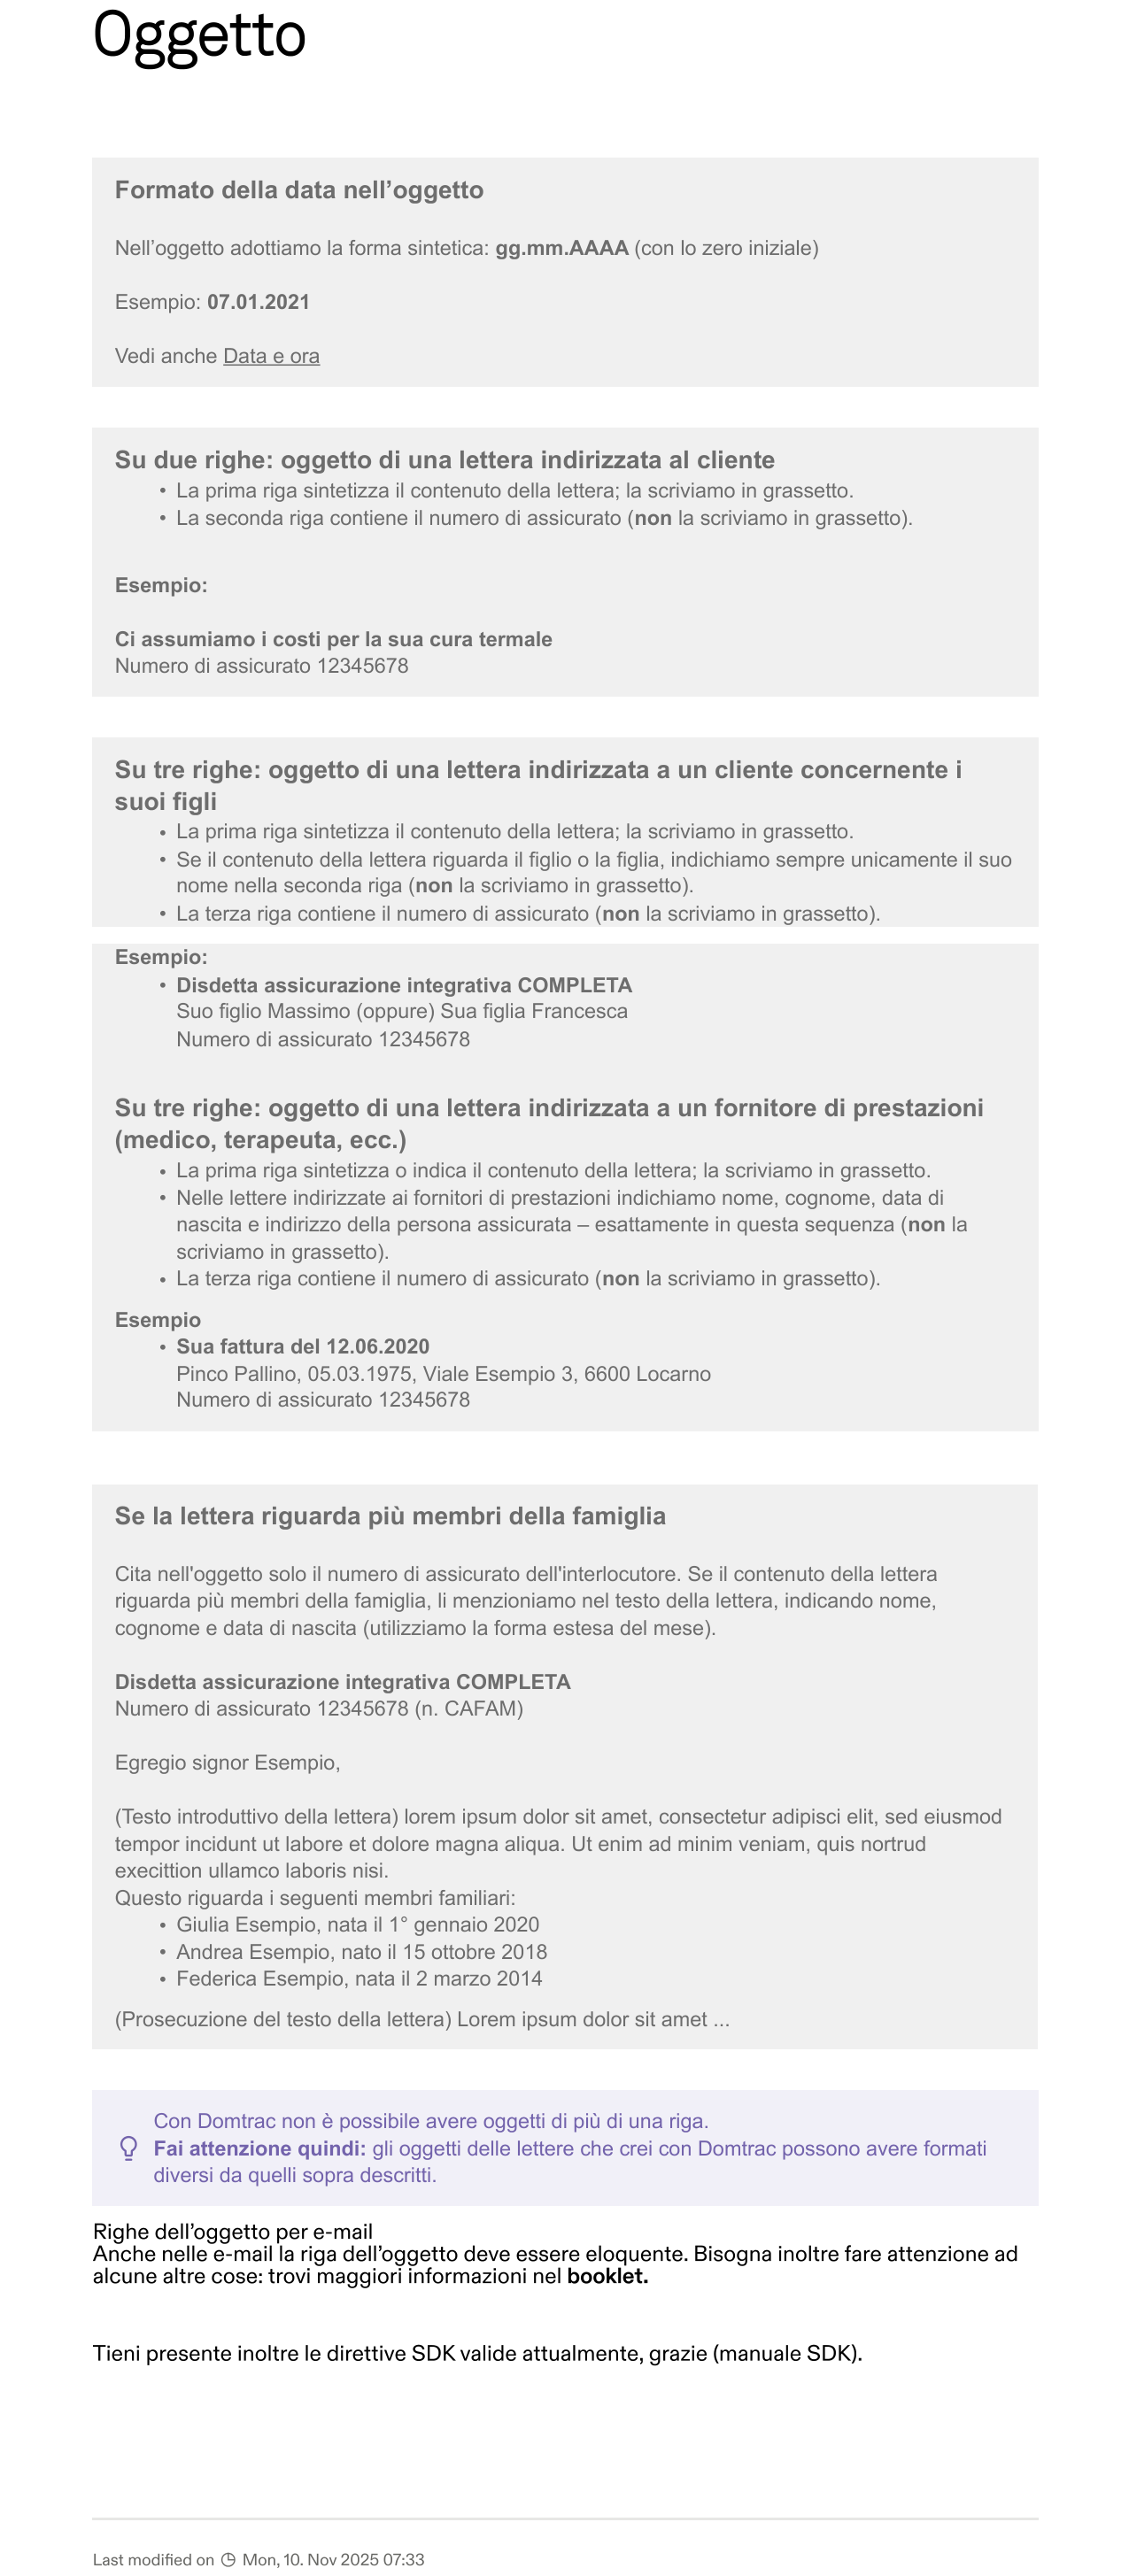 Oggetto
Formato della data nell’oggetto
Nell’oggetto adottiamo la forma sintetica: gg.mm.AAAA (con lo zero iniziale)
Esempio: 07.01.2021
Vedi anche Data e ora
Su due righe: oggetto di una lettera indirizzata al cliente
• La prima riga sintetizza il contenuto della lettera; la scriviamo in grassetto.
• La seconda riga contiene il numero di assicurato (non la scriviamo in grassetto).
Esempio:
Ci assumiamo i costi per la sua cura termale
Numero di assicurato 12345678
Su tre righe: oggetto di una lettera indirizzata a un cliente concernente i
suoi figli
• La prima riga sintetizza il contenuto della lettera; la scriviamo in grassetto.
• Se il contenuto della lettera riguarda il figlio o la figlia, indichiamo sempre unicamente il suo
nome nella seconda riga (non la scriviamo in grassetto).
• La terza riga contiene il numero di assicurato (non la scriviamo in grassetto).
Esempio:
• Disdetta assicurazione integrativa COMPLETA
Suo figlio Massimo (oppure) Sua figlia Francesca
Numero di assicurato 12345678
Su tre righe: oggetto di una lettera indirizzata a un fornitore di prestazioni
(medico, terapeuta, ecc.)
• La prima riga sintetizza o indica il contenuto della lettera; la scriviamo in grassetto.
• Nelle lettere indirizzate ai fornitori di prestazioni indichiamo nome, cognome, data di
nascita e indirizzo della persona assicurata – esattamente in questa sequenza (non la
scriviamo in grassetto).
• La terza riga contiene il numero di assicurato (non la scriviamo in grassetto).
Esempio
• Sua fattura del 12.06.2020
Pinco Pallino, 05.03.1975, Viale Esempio 3, 6600 Locarno
Numero di assicurato 12345678
Se la lettera riguarda più membri della famiglia
Cita nell'oggetto solo il numero di assicurato dell'interlocutore. Se il contenuto della lettera
riguarda più membri della famiglia, li menzioniamo nel testo della lettera, indicando nome,
cognome e data di nascita (utilizziamo la forma estesa del mese).
Disdetta assicurazione integrativa COMPLETA
Numero di assicurato 12345678 (n. CAFAM)
Egregio signor Esempio,
(Testo introduttivo della lettera) lorem ipsum dolor sit amet, consectetur adipisci elit, sed eiusmod
tempor incidunt ut labore et dolore magna aliqua. Ut enim ad minim veniam, quis nortrud
execittion ullamco laboris nisi.
Questo riguarda i seguenti membri familiari:
• Giulia Esempio, nata il 1° gennaio 2020
• Andrea Esempio, nato il 15 ottobre 2018
• Federica Esempio, nata il 2 marzo 2014
(Prosecuzione del testo della lettera) Lorem ipsum dolor sit amet ...
Con Domtrac non è possibile avere oggetti di più di una riga.
Fai attenzione quindi: gli oggetti delle lettere che crei con Domtrac possono avere formati
diversi da quelli sopra descritti.
Righe dell’oggetto per e-mail
Anche nelle e-mail la riga dell’oggetto deve essere eloquente. Bisogna inoltre fare attenzione ad
alcune altre cose: trovi maggiori informazioni nel booklet.
Tieni presente inoltre le direttive SDK valide attualmente, grazie (manuale SDK).
Last modified on Mon, 10. Nov 2025 07:33